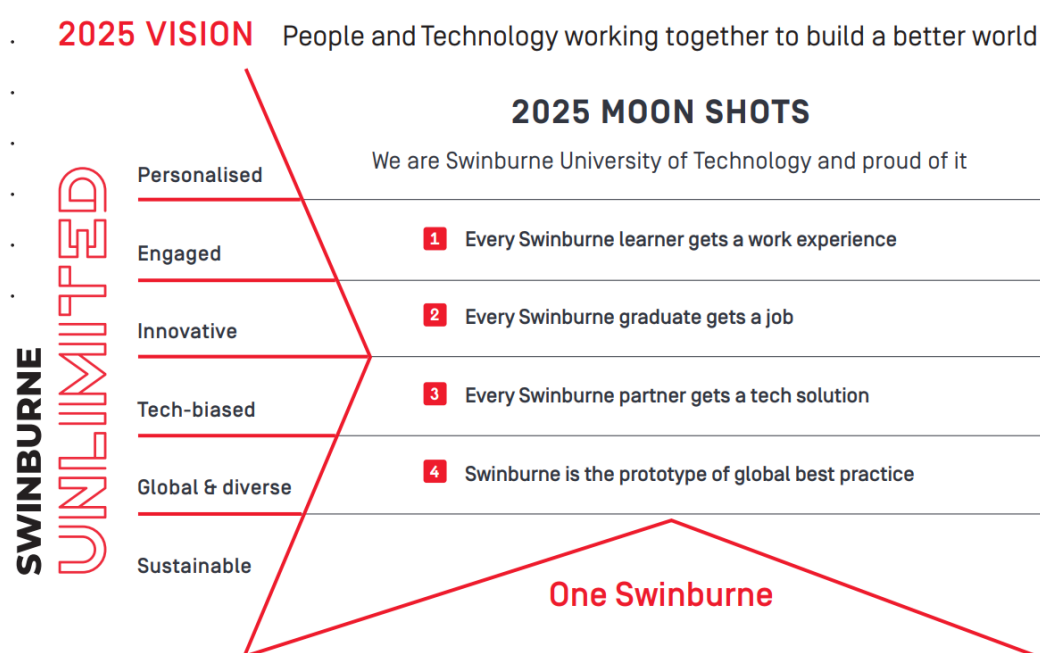 2025 VISION People and Technology working together to build a better world
2025 MOON SHOTS
We are Swinburne University of Technology and proud of it
SWINBURNE
UNLIMITED
Personalised
Engaged
Innovative
Tech-biased
Global & diverse
Sustainable
1 Every Swinburne learner gets a work experience
2 Every Swinburne graduate gets a job
3 Every Swinburne partner gets a tech solution
4 Swinburne is the prototype of global best practice
One Swinburne